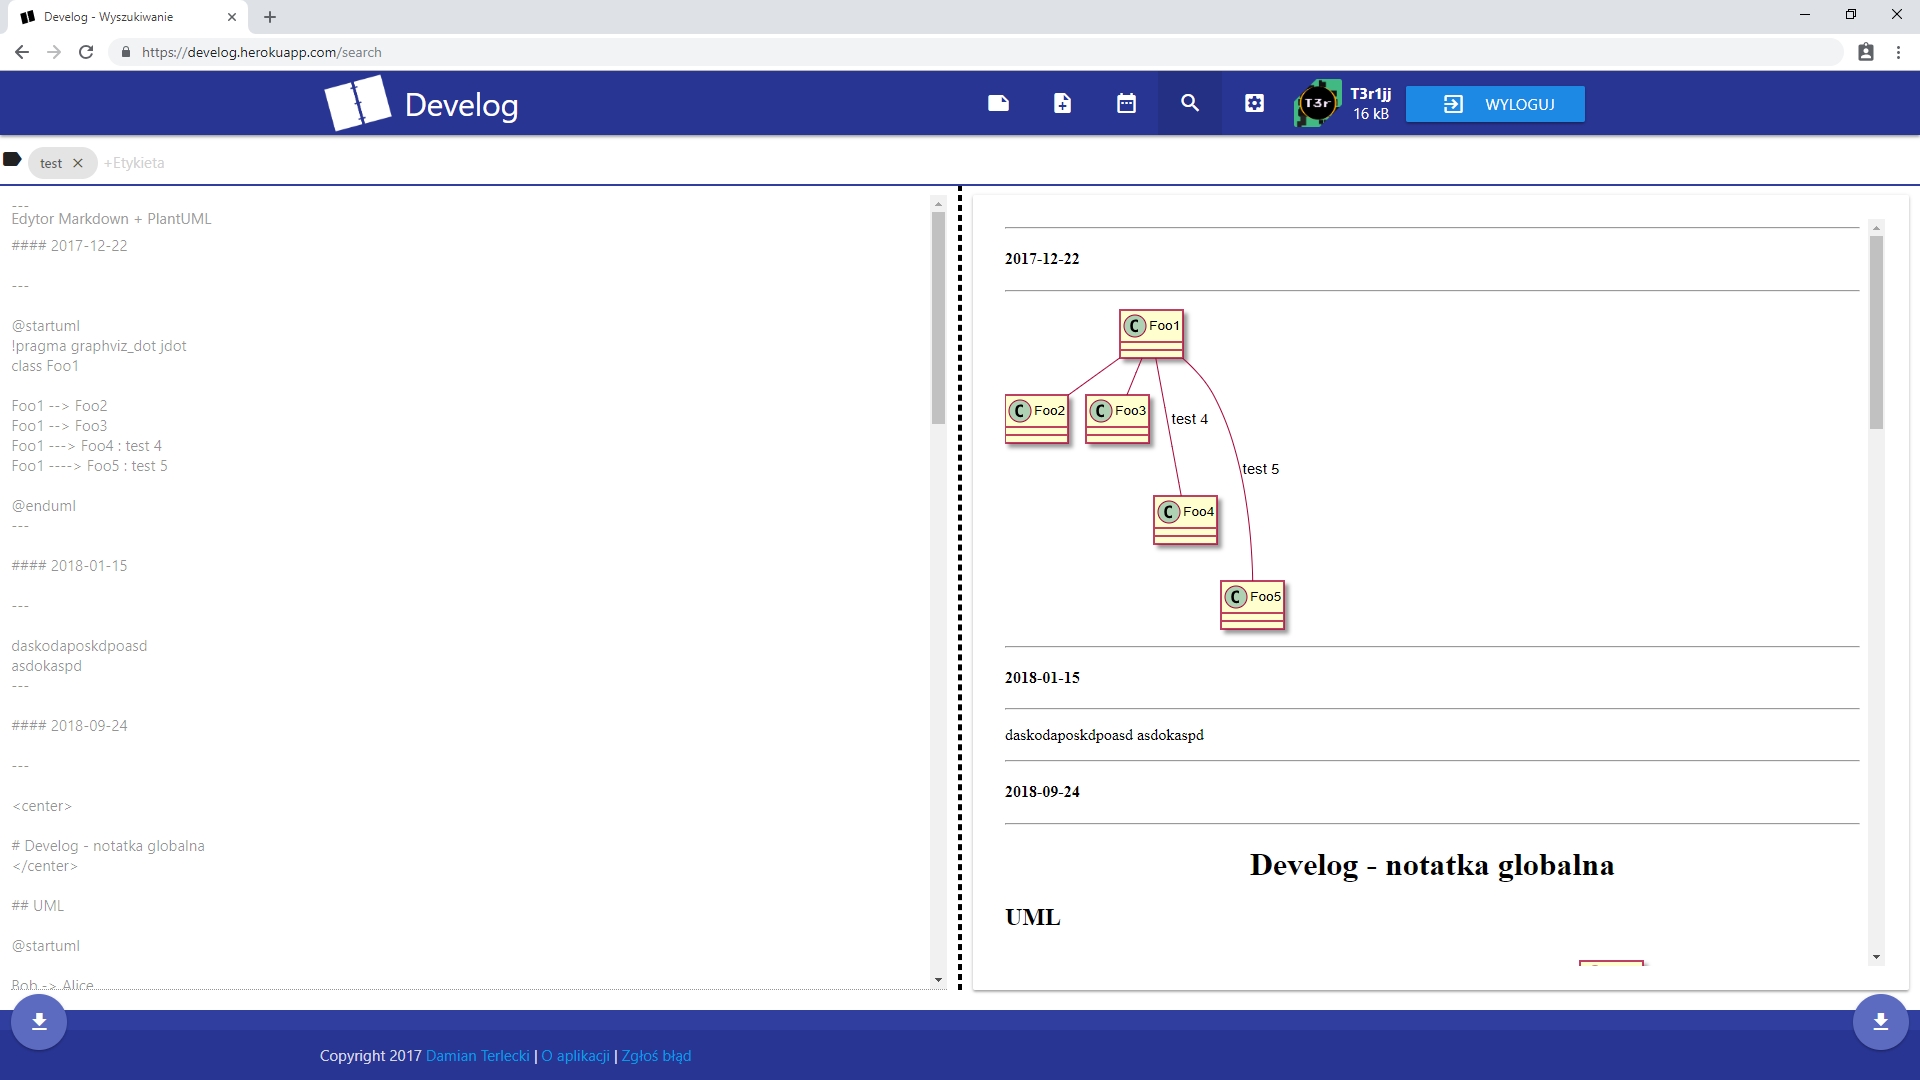 Develog - Wyszukiwanie
https://develog.herokuapp.com/search
Develog
T3r
T3r1jj
16 kB
WYLOGUJ
test
+Etykieta
---
Edytor Markdown + PlantUML
#### 2017-12-22
---
@startuml
!pragma graphviz_dot jdot
class Foo1
Foo1 --> Foo2
Foo1 --> Foo3
Foo1 ---> Foo4 : test 4
Foo1 ----> Foo5 : test 5
@enduml
---
#### 2018-01-15
---
daskodaposkdpoasd
asdokaspd
---
#### 2018-09-24
---
<center>
# Develog - notatka globalna
</center>
## UML
@startuml
Bob -> Alice
2017-12-22
C Foo1
C Foo2
C Foo3
test 4
test 5
C Foo4
C Foo5
2018-01-15
daskodaposkdpoasd asdokaspd
2018-09-24
Develog - notatka globalna
UML
Copyright 2017 Damian Terlecki | O aplikacji | Zgłoś błąd